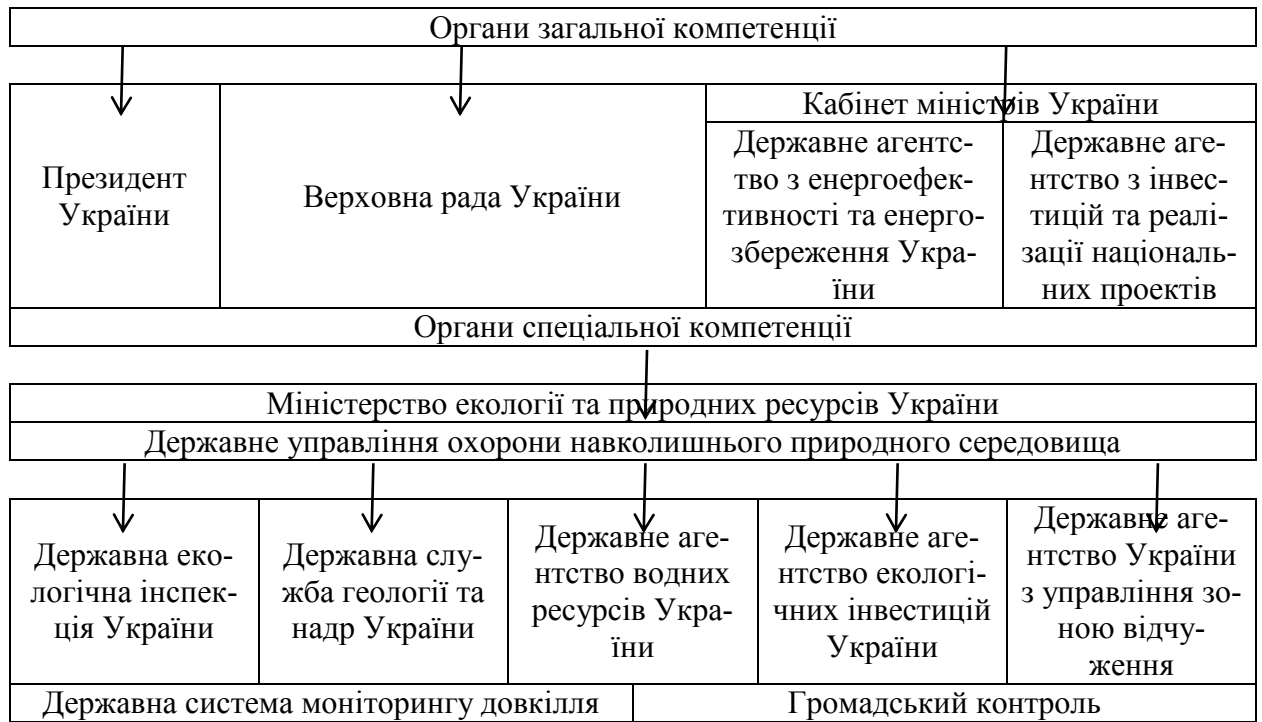 Органи загальної компетенції
Президент
України
Верховна рада України
Кабінет міністрів України
Державне агентс-
тво з енергоефек-
тивності та енерго-
збереження Укра-
їни
Державне аге-
нтство з інвес-
тицій та реалі-
зації національ-
них проектів
Органи спеціальної компетенції
Міністерство екології та природних ресурсів України
Державне управління охорони навколишнього природного середовища
Державна еко-
логічна інспек-
ція України
Державна слу-
жба геології та
надр України
Державне аге-
нтство водних
ресурсів Укра-
їни
Державне аге-
нтство екологі-
чних інвестицій
України
Державне аге-
нтство України
з управління зо-
ною відчу-
ження
Державна система моніторингу довкілля
Громадський контроль